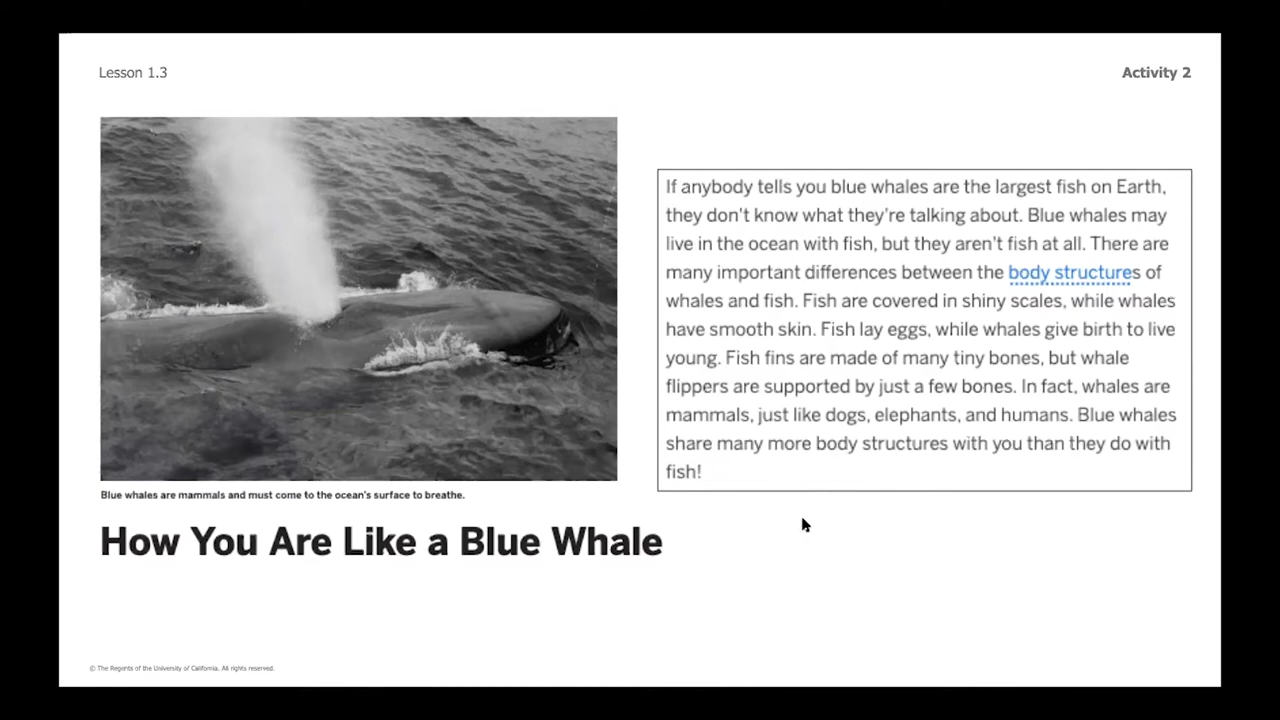 Lesson 1.3
Activity 2
If anybody tells you blue whales are the largest fish on Earth,
they don't know what they're talking about. Blue whales may
live in the ocean with fish, but they aren't fish at all. There are
many important differences between the body structures of
whales and fish. Fish are covered in shiny scales, while whales
have smooth skin. Fish lay eggs, while whales give birth to live
young. Fish fins are made of many tiny bones, but whale
flippers are supported by just a few bones. In fact, whales are
mammals, just like dogs, elephants, and humans. Blue whales
share many more body structures with you than they do with
fish!
Blue whales are mammals and must come to the ocean's surface to breathe.
How You Are Like a Blue Whale
© The Regents of the University of California. All rights reserved.